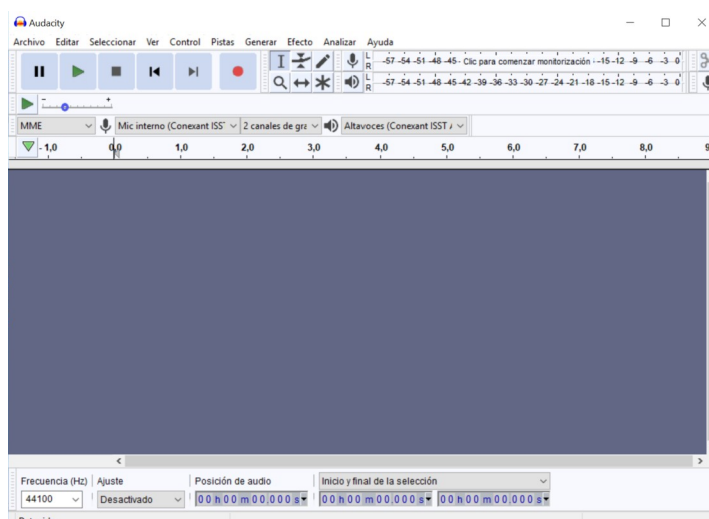 Audacity
Archivo Editar Seleccionar Ver Control Pistas Generar Efecto Analizar Ayuda
L R -57 -54 -51 -48 -45 - Clic para comenzar monitorización -15 -12 -9 -6 -3 0
L R -57 -54 -51 -48 -45 -42 -39 -36 -33 -30 -27 -24 -21 -18 -15 -12 -9 -6 -3 0
- +
MME Mic interno (Conexant ISS 2 canales de gra Altavoces (Conexant ISST
-1,0 0,0 1,0 2,0 3,0 4,0 5,0 6,0 7,0 8,0 9
Frecuencia (Hz) Ajuste Posición de audio Inicio y final de la selección
44100 Desactivado 00 h 00 m 00,000 s 00 h 00 m 00,000 s 00 h 00 m 00,000 s